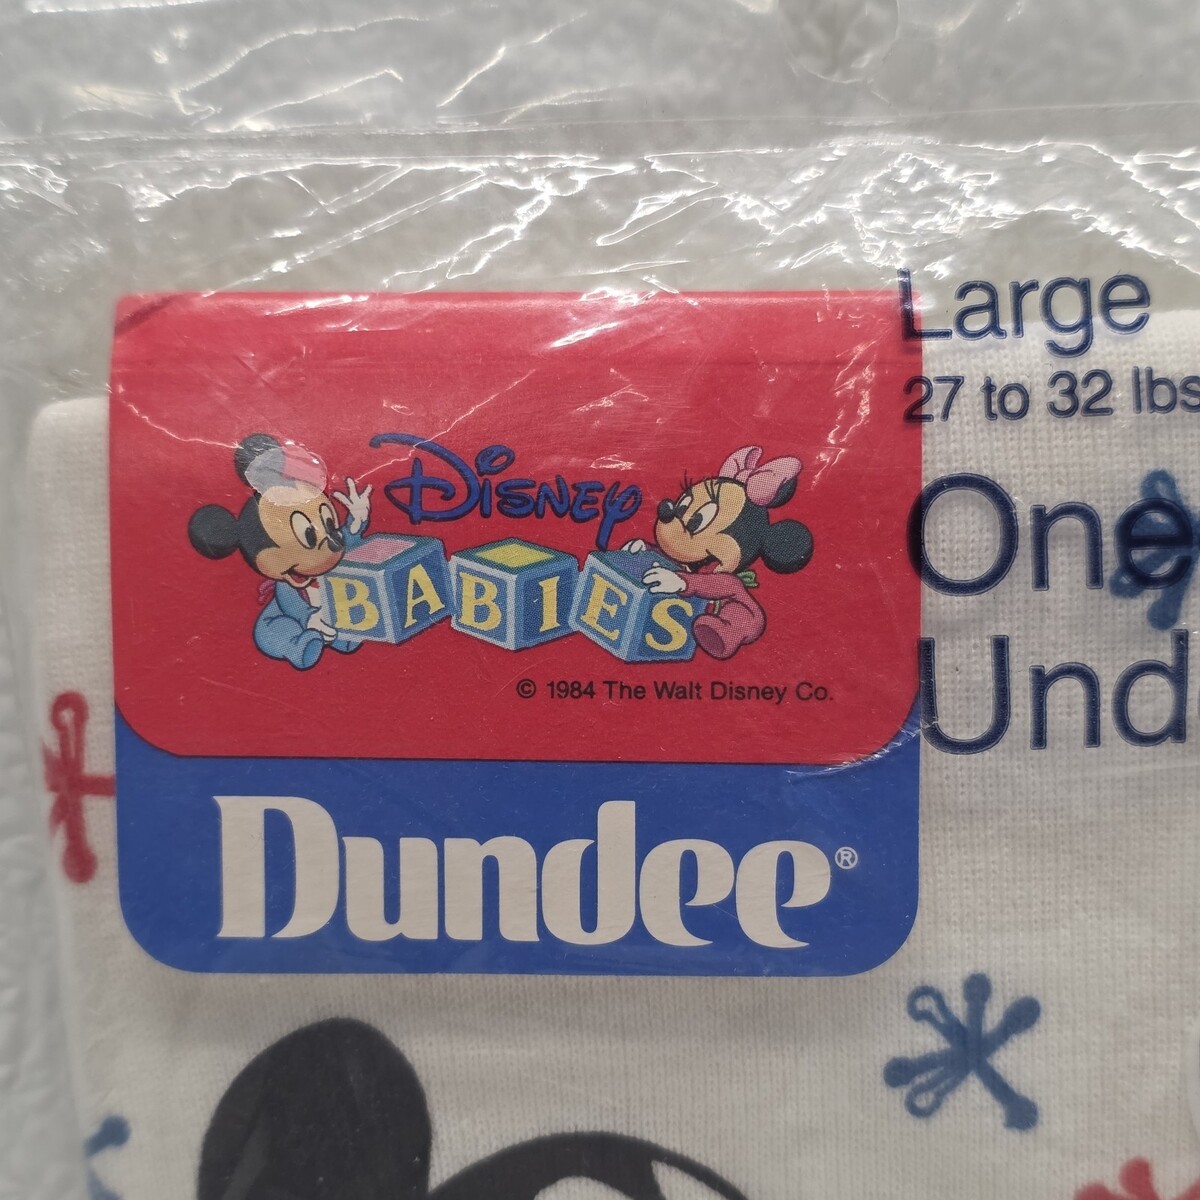 Large
27 to 32 lbs
One
Und
Disney
BABIES
© 1984 The Walt Disney Co.
Dundee®